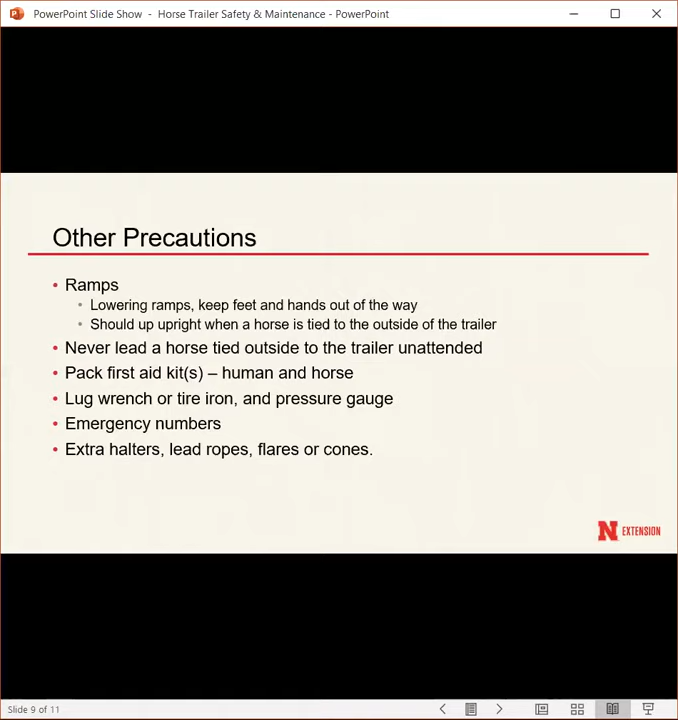 PowerPoint Slide Show - Horse Trailer Safety & Maintenance - PowerPoint
Other Precautions
• Ramps
• Lowering ramps, keep feet and hands out of the way
• Should up upright when a horse is tied to the outside of the trailer
• Never lead a horse tied outside to the trailer unattended
• Pack first aid kit(s) – human and horse
• Lug wrench or tire iron, and pressure gauge
• Emergency numbers
• Extra halters, lead ropes, flares or cones.
N EXTENSION
Slide 9 of 11